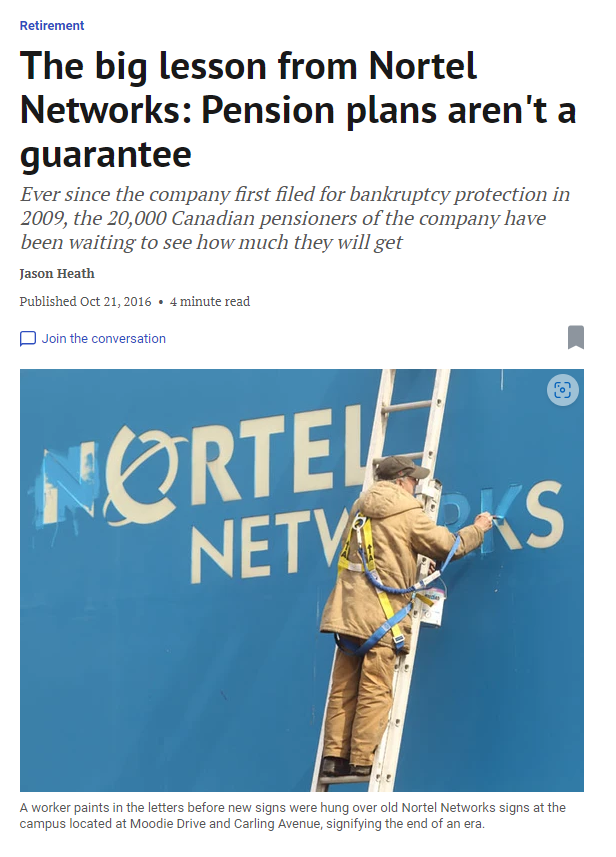 Retirement
The big lesson from Nortel
Networks: Pension plans aren't a
guarantee
Ever since the company first filed for bankruptcy protection in
2009, the 20,000 Canadian pensioners of the company have
been waiting to see how much they will get
Jason Heath
Published Oct 21, 2016 • 4 minute read
Join the conversation
NORTEL
NETWORKS
A worker paints in the letters before new signs were hung over old Nortel Networks signs at the
campus located at Moodie Drive and Carling Avenue, signifying the end of an era.